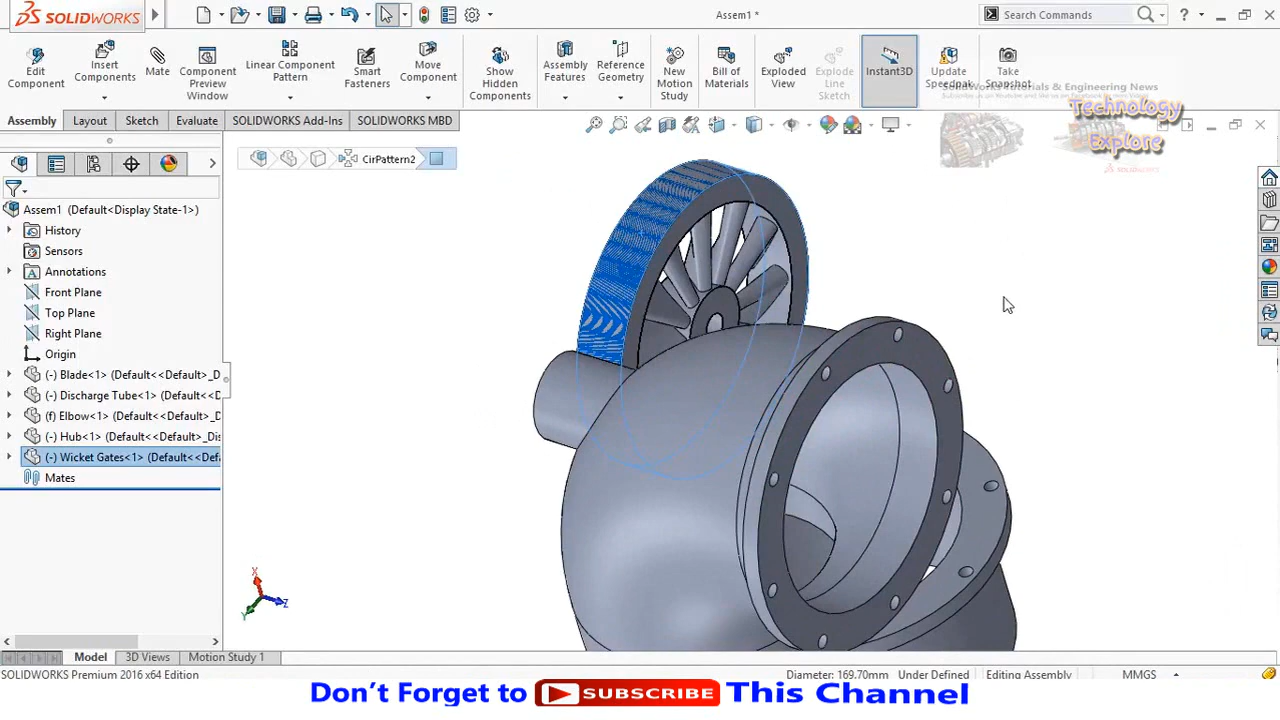 SOLIDWORKS
Assem1 *
Search Commands
Edit Component
Insert Components
Mate
Component Preview Window
Linear Component Pattern
Smart Fasteners
Move Component
Show Hidden Components
Assembly Features
Reference Geometry
New Motion Study
Bill of Materials
Exploded View
Explode Line Sketch
Instant3D
Update Speedpak
Take Snapshot
SolidWorks Tutorials & Engineering News
Technology
Explore
SOLIDWORKS
Assembly
Layout
Sketch
Evaluate
SOLIDWORKS Add-Ins
SOLIDWORKS MBD
CirPattern2
Assem1 (Default<Display State-1>)
History
Sensors
Annotations
Front Plane
Top Plane
Right Plane
Origin
(-) Blade<1> (Default<<Default>_D
(-) Discharge Tube<1> (Default<<D
(f) Elbow<1> (Default<<Default>_D
(-) Hub<1> (Default<<Default>_Dis
(-) Wicket Gates<1> (Default<<Def
Mates
X
Y
Z
Model
3D Views
Motion Study 1
SOLIDWORKS Premium 2016 x64 Edition
Diameter: 169.70mm
Under Defined
Editing Assembly
MMGS
Don't Forget to SUBSCRIBE This Channel